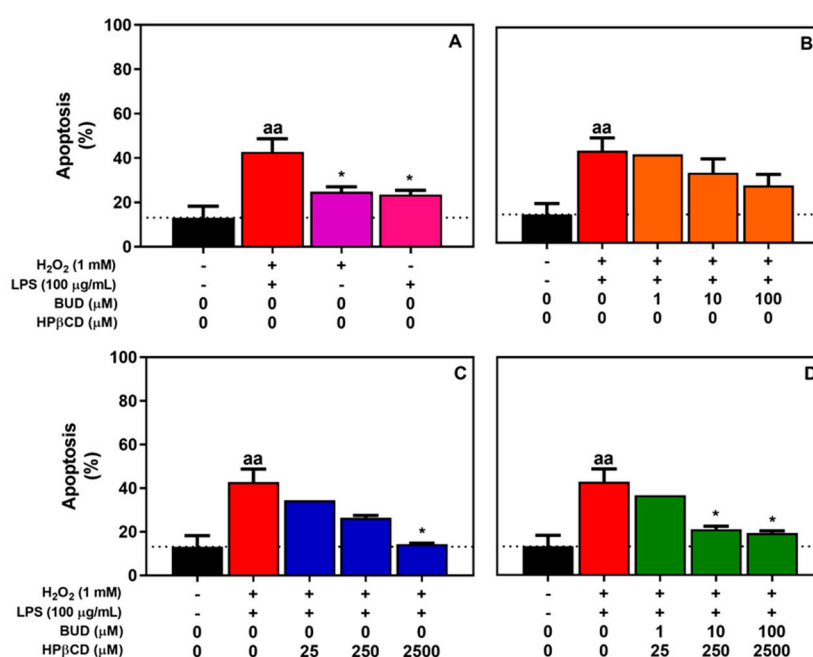 A
100
80
60
40
20
0
Apoptosis
(%)
aa
*
*
H₂O₂ (1 mM) - + + -
LPS (100 µg/mL) - + - +
BUD (µM) 0 0 0 0
HPβCD (µM) 0 0 0 0
B
aa
- + + + +
- + + + +
0 0 1 10 100
0 0 0 0 0
C
100
80
60
40
20
0
Apoptosis
(%)
aa
*
H₂O₂ (1 mM) - + + + +
LPS (100 µg/mL) - + + + +
BUD (µM) 0 0 0 0 0
HPβCD (µM) 0 0 25 250 2500
D
aa
*
*
- + + + +
- + + + +
0 0 1 10 100
0 0 25 250 2500